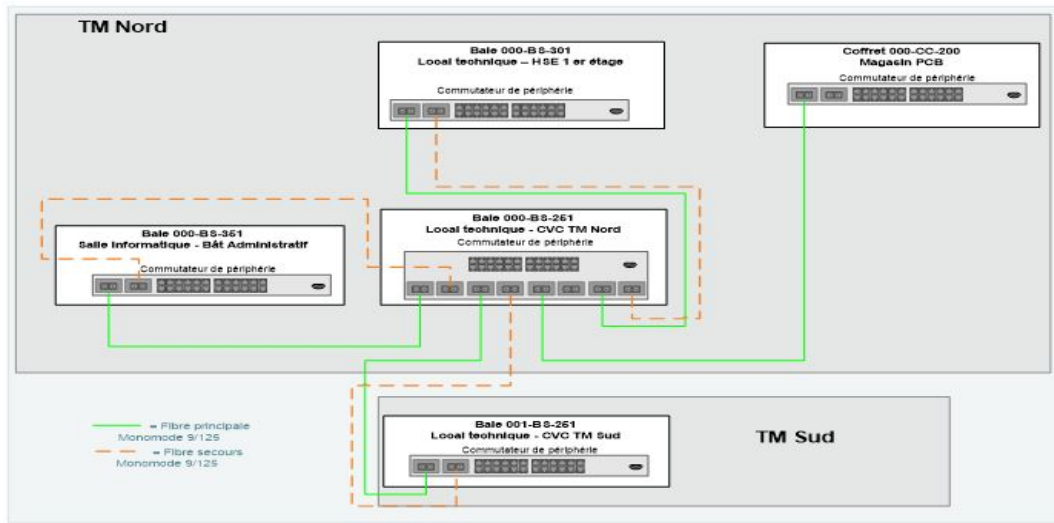 TM Nord
Baie 000-BS-301
Local technique – HSE 1 er étage
Commutateur de périphérie
Coffret 000-CC-200
Magasin PCB
Commutateur de périphérie
Baie 000-BS-351
Salle Informatique - Bât Administratif
Commutateur de périphérie
Baie 000-BS-251
Local technique - CVC TM Nord
Commutateur de périphérie
= Fibre principale
Monomode 9/125
= Fibre secours
Monomode 9/125
Baie 001-BS-251
Local technique - CVC TM Sud
Commutateur de périphérie
TM Sud